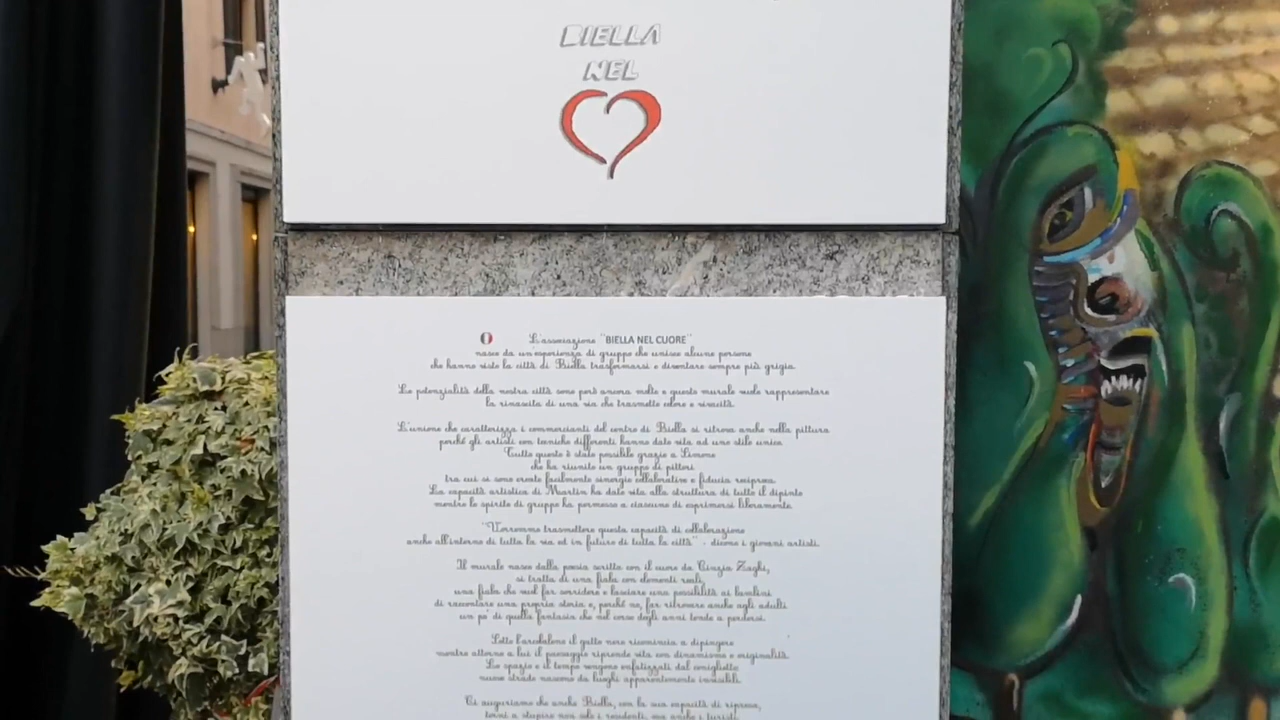 BIELLA
NEL
L'associazione "BIELLA NEL CUORE"
nasce da un'esperienza di gruppo che unisce alcune persone
che hanno visto la città di Biella trasformarsi e diventare sempre più grigia.
Le potenzialità della nostra città sono però ancora molte e questo murale vuole rappresentare
la rinascita di una via che trasmette colore e vivacità.
L'unione che caratterizza i commercianti del centro di Biella si ritrova anche nella pittura
perché gli artisti con tecniche differenti hanno dato vita ad uno stile unico.
Tutto questo è stato possibile grazie a Simone
che ha riunito un gruppo di pittori
tra cui si sono create facilmente sinergie collaborative e fiducia reciproca.
La capacità artistica di Martin ha dato vita alla struttura di tutto il dipinto
mentre lo spirito di gruppo ha permesso a ciascuno di esprimersi liberamente.
"Vorremmo trasmettere questa capacità di collaborazione
anche all'interno di tutta la via ed in futuro di tutta la città" - dicono i giovani artisti.
Il murale nasce dalla poesia scritta con il cuore da Cinzia Zaghi,
si tratta di una fiaba con elementi reali,
una fiaba che vuol far sorridere e lasciare una possibilità ai bambini
di raccontare una propria storia e, perché no, far ritrovare anche agli adulti
un po' di quella fantasia che nel corso degli anni tende a perdersi.
Sotto l'arcobaleno il gatto nero ricomincia a dipingere
mentre attorno a lui il paesaggio riprende vita con dinamismo e originalità.
Lo spazio e il tempo vengono enfatizzati dal coniglietto
nuove strade nascono da luoghi apparentemente invisibili.
Ci auguriamo che anche Biella, con la sua capacità di ripresa,
torni a stupire non solo i residenti, ma anche i turisti.